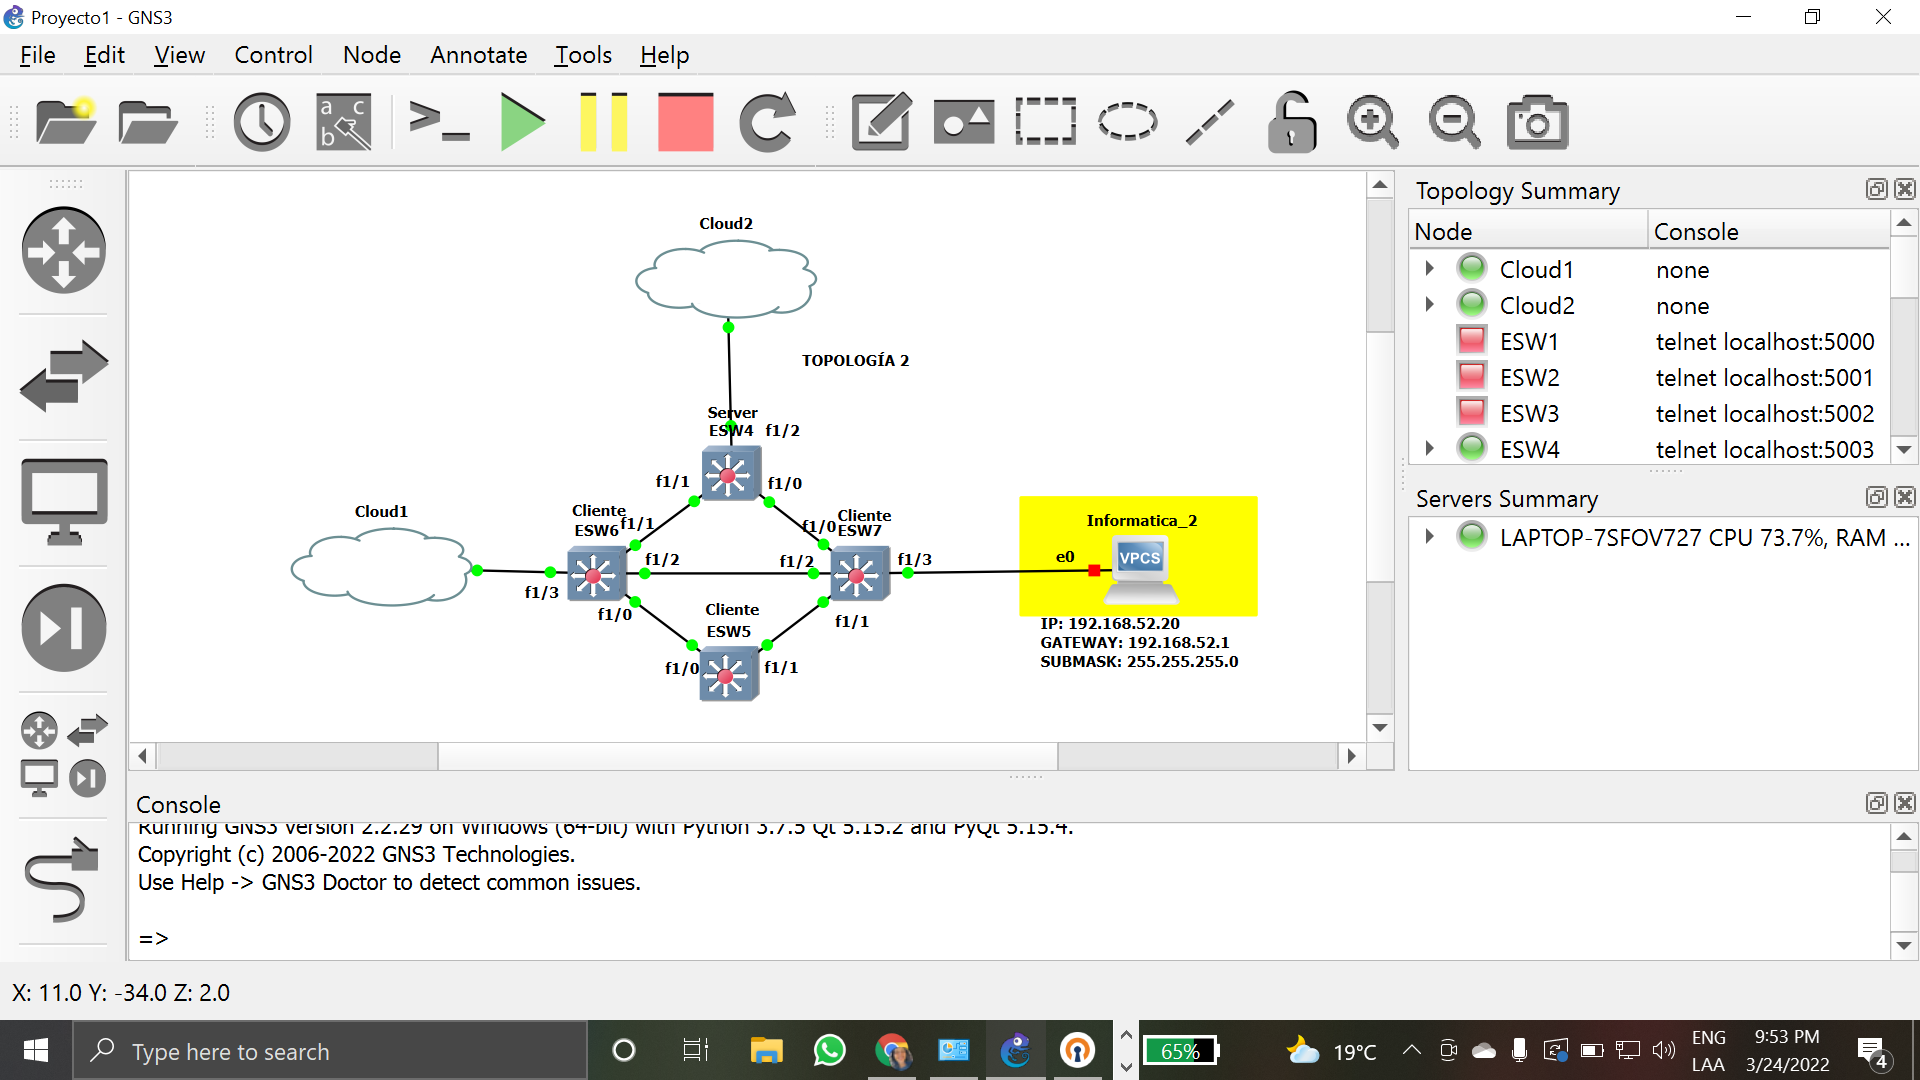 Proyecto1 - GNS3
File Edit View Control Node Annotate Tools Help
a c
b
>_
Cloud2
TOPOLOGÍA 2
Server
ESW4 f1/2
f1/1 f1/0
Cloud1
Cliente
ESW6 f1/1
f1/0 Cliente
ESW7
f1/2 f1/2 f1/3
f1/3
f1/0
Cliente
ESW5
f1/1
f1/0 f1/1
Informatica_2
e0
VPCS
IP: 192.168.52.20
GATEWAY: 192.168.52.1
SUBMASK: 255.255.255.0
Topology Summary
Node Console
Cloud1 none
Cloud2 none
ESW1 telnet localhost:5000
ESW2 telnet localhost:5001
ESW3 telnet localhost:5002
ESW4 telnet localhost:5003
Servers Summary
LAPTOP-7SFOV727 CPU 73.7%, RAM ...
Console
Running GNS3 version 2.2.29 on Windows (64-bit) with Python 3.7.5 Qt 5.15.2 and PyQt 5.15.4.
Copyright (c) 2006-2022 GNS3 Technologies.
Use Help -> GNS3 Doctor to detect common issues.
=>
X: 11.0 Y: -34.0 Z: 2.0
Type here to search
65%
19°C
ENG
LAA
9:53 PM
3/24/2022
4